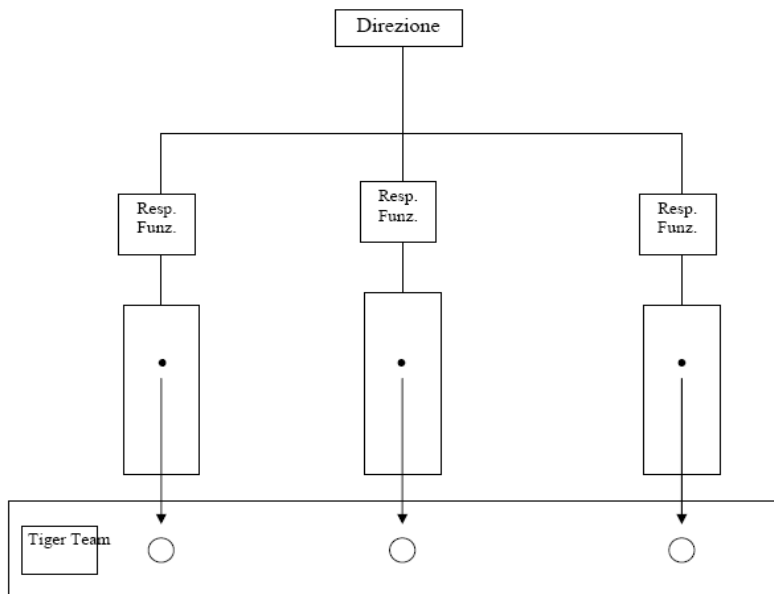 Direzione
Resp.
Funz.
Resp.
Funz.
Resp.
Funz.
Tiger Team